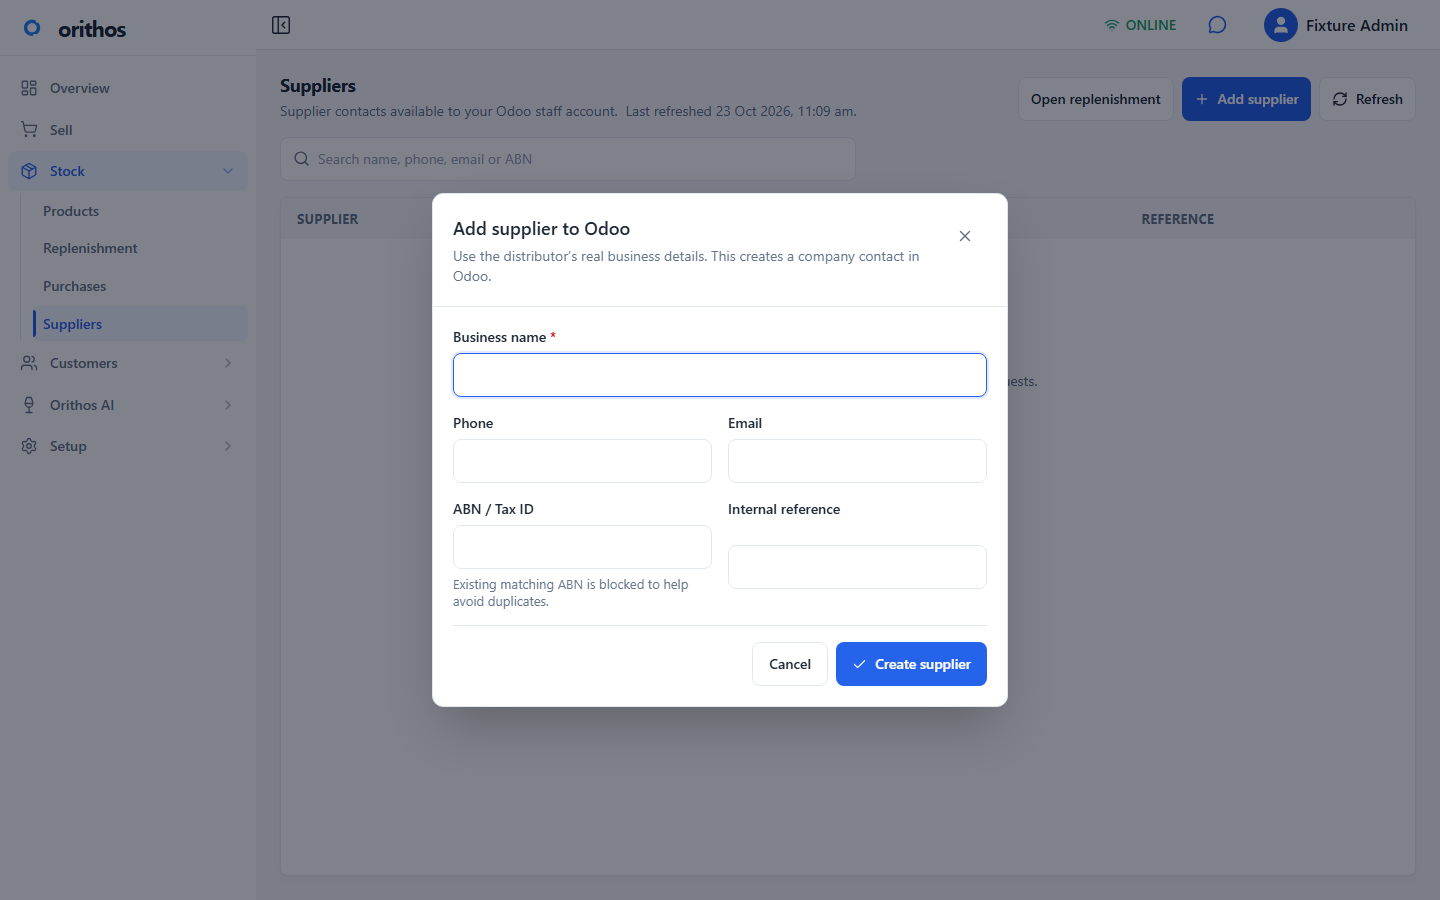 orithos
ONLINE
Fixture Admin
Overview
Sell
Stock
Products
Replenishment
Purchases
Suppliers
Customers
Orithos AI
Setup
Suppliers
Supplier contacts available to your Odoo staff account. Last refreshed 23 Oct 2026, 11:09 am.
Open replenishment
Add supplier
Refresh
Search name, phone, email or ABN
SUPPLIER
REFERENCE
Add supplier to Odoo
Use the distributor's real business details. This creates a company contact in
Odoo.
Business name *
Phone
Email
ABN / Tax ID
Internal reference
Existing matching ABN is blocked to help
avoid duplicates.
Cancel
Create supplier